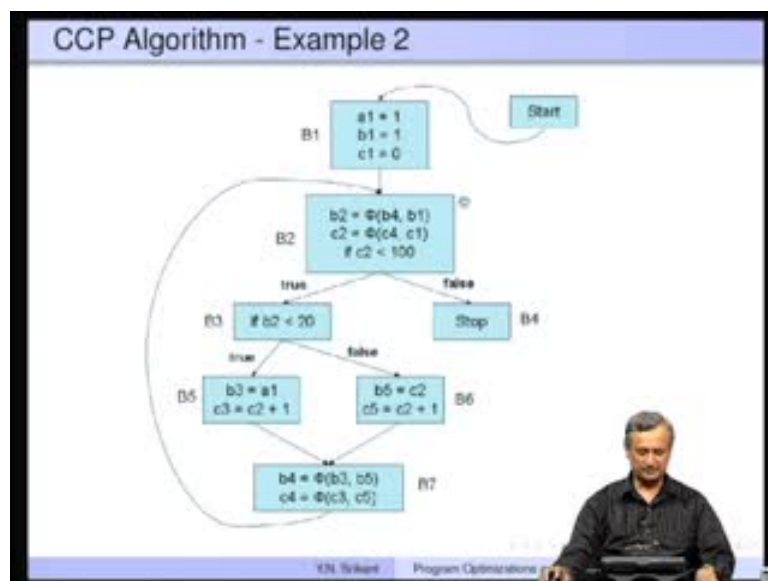 CCP Algorithm - Example 2
Start
B1
a1 = 1
b1 = 1
c1 = 0
B2
b2 = Φ(b4, b1)
c2 = Φ(c4, c1)
if c2 < 100
true
false
B3
if b2 < 20
Stop
B4
true
false
B5
b3 = a1
c3 = c2 + 1
b5 = c2
c5 = c2 + 1
B6
b4 = Φ(b3, b5)
c4 = Φ(c3, c5)
B7
Y.N. Srikant
Program Optimizations